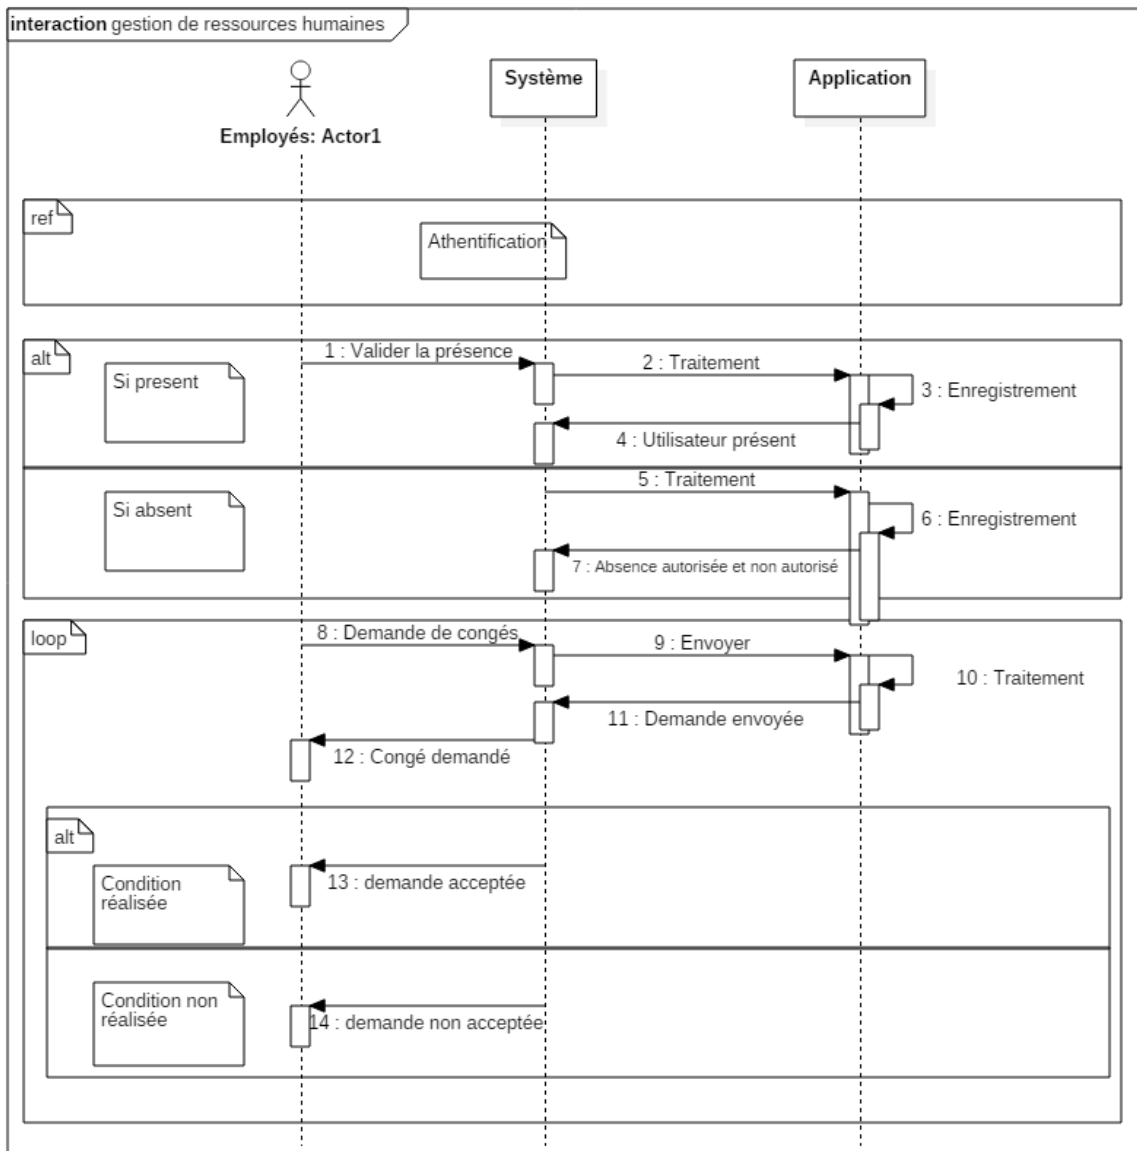 interaction gestion de ressources humaines
Système
Application
Employés: Actor1
ref
Athentification
alt
1 : Valider la présence
2 : Traitement
Si present
3 : Enregistrement
4 : Utilisateur présent
5 : Traitement
Si absent
6 : Enregistrement
7 : Absence autorisée et non autorisé
loop
8 : Demande de congés
9 : Envoyer
10 : Traitement
11 : Demande envoyée
12 : Congé demandé
alt
13 : demande acceptée
Condition
réalisée
Condition non
réalisée
14 : demande non acceptée